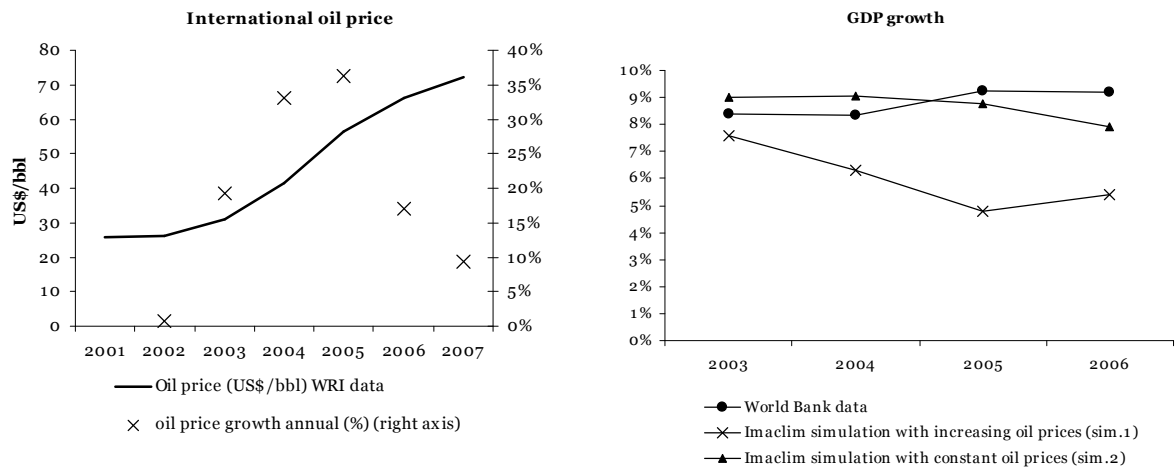 International oil price
80
70
60
50
40
30
20
10
0
US$/bbl
40%
35%
30%
25%
20%
15%
10%
5%
0%
2001 2002 2003 2004 2005 2006 2007
Oil price (US$/bbl) WRI data
oil price growth annual (%) (right axis)
GDP growth
10%
9%
8%
7%
6%
5%
4%
3%
2%
1%
0%
2003 2004 2005 2006
World Bank data
Imaclim simulation with increasing oil prices (sim.1)
Imaclim simulation with constant oil prices (sim.2)